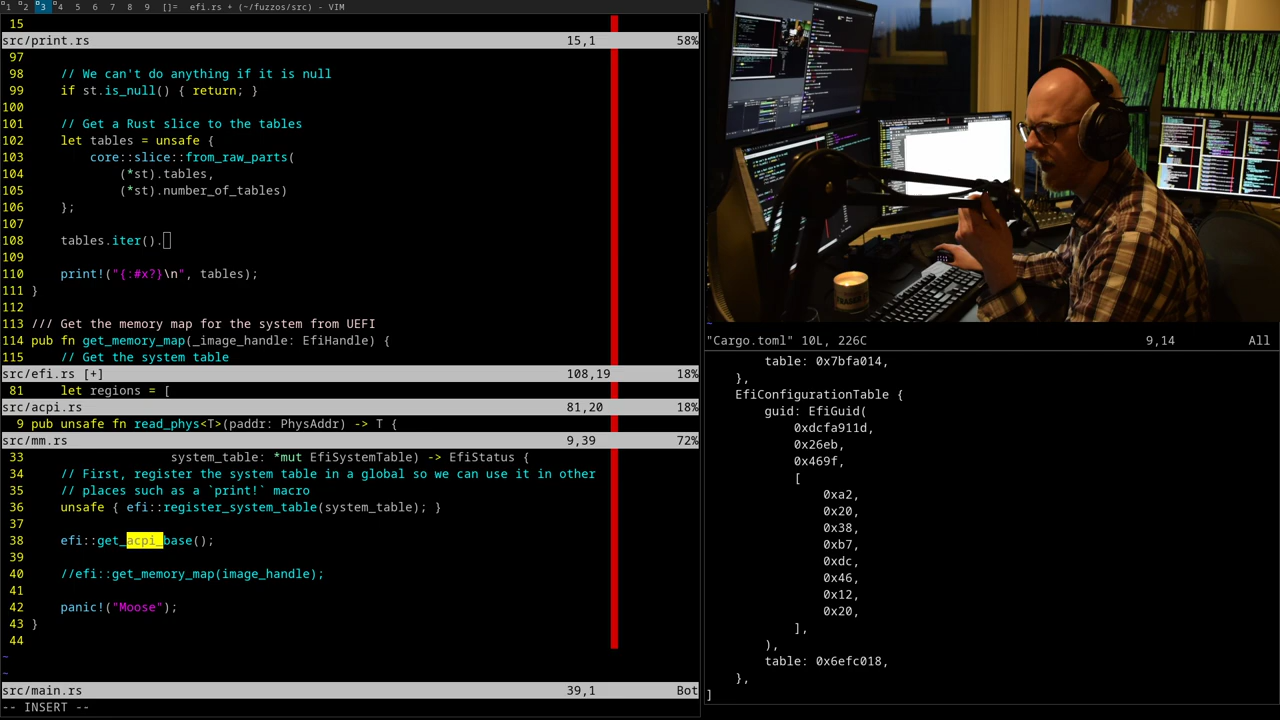 1 2 3 4 5 6 7 8 9 []= efi.rs + (~/fuzzos/src) - VIM
15
src/print.rs 15,1 58%
97
98 // We can't do anything if it is null
99 if st.is_null() { return; }
100
101 // Get a Rust slice to the tables
102 let tables = unsafe {
103 core::slice::from_raw_parts(
104 (*st).tables,
105 (*st).number_of_tables)
106 };
107
108 tables.iter().
109
110 print!("{:#x?}\n", tables);
111 }
112
113 /// Get the memory map for the system from UEFI
114 pub fn get_memory_map(_image_handle: EfiHandle) {
115 // Get the system table
src/efi.rs [+] 108,19 18%
81 let regions = [
src/acpi.rs 81,20 18%
9 pub unsafe fn read_phys<T>(paddr: PhysAddr) -> T {
src/mm.rs 9,39 72%
33 system_table: *mut EfiSystemTable) -> EfiStatus {
34 // First, register the system table in a global so we can use it in other
35 // places such as a `print!` macro
36 unsafe { efi::register_system_table(system_table); }
37
38 efi::get_acpi_base();
39
40 //efi::get_memory_map(image_handle);
41
42 panic!("Moose");
43 }
44
~
~
src/main.rs 39,1 Bot
-- INSERT --
~
"Cargo.toml" 10L, 226C 9,14 All
table: 0x7bfa014,
},
EfiConfigurationTable {
guid: EfiGuid(
0xdcfa911d,
0x26eb,
0x469f,
[
0xa2,
0x20,
0x38,
0xb7,
0xdc,
0x46,
0x12,
0x20,
],
),
table: 0x6efc018,
},
]